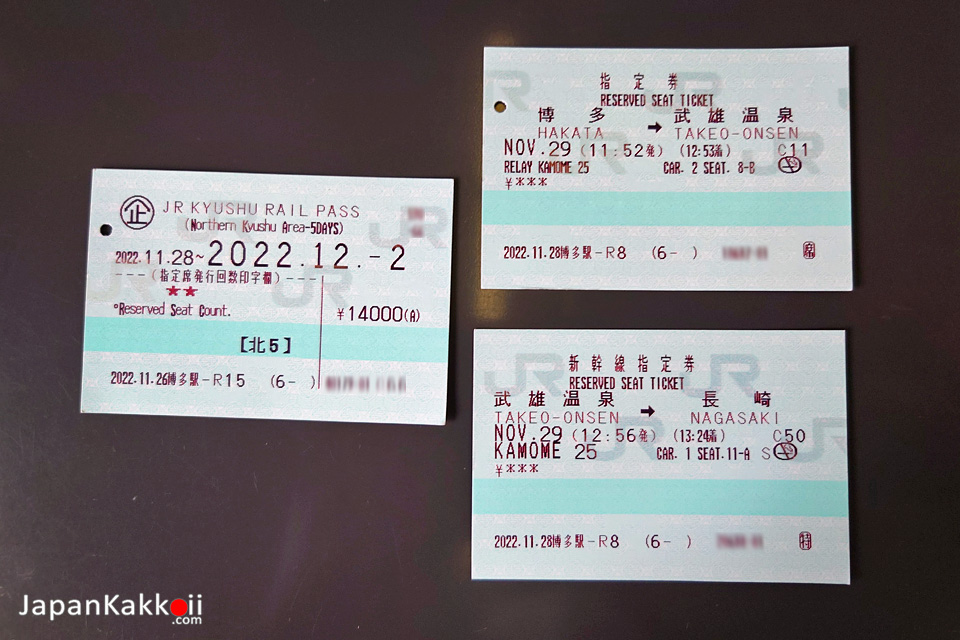 企 JR KYUSHU RAIL PASS
(Northern Kyushu Area-5DAYS)
2022.11.28~2022.12.-2
---(指定席発行回数印字欄)---
★★
°Reserved Seat Count.
¥14000(A)
[北5]
2022.11.26博多駅-R15 (6- )
指定券
RESERVED SEAT TICKET
博多 → 武雄温泉
HAKATA TAKEO-ONSEN
NOV.29 (11:52発) (12:53着) C11
RELAY KAMOME 25 CAR. 2 SEAT. 8-B
¥***
2022.11.28博多駅-R8 (6- )
新幹線指定券
RESERVED SEAT TICKET
武雄温泉 → 長崎
TAKEO-ONSEN NAGASAKI
NOV.29 (12:56発) (13:24着) C50
KAMOME 25 CAR. 1 SEAT.11-A S
¥***
2022.11.28博多駅-R8 (6- ) 特
JapanKakkoii
.com